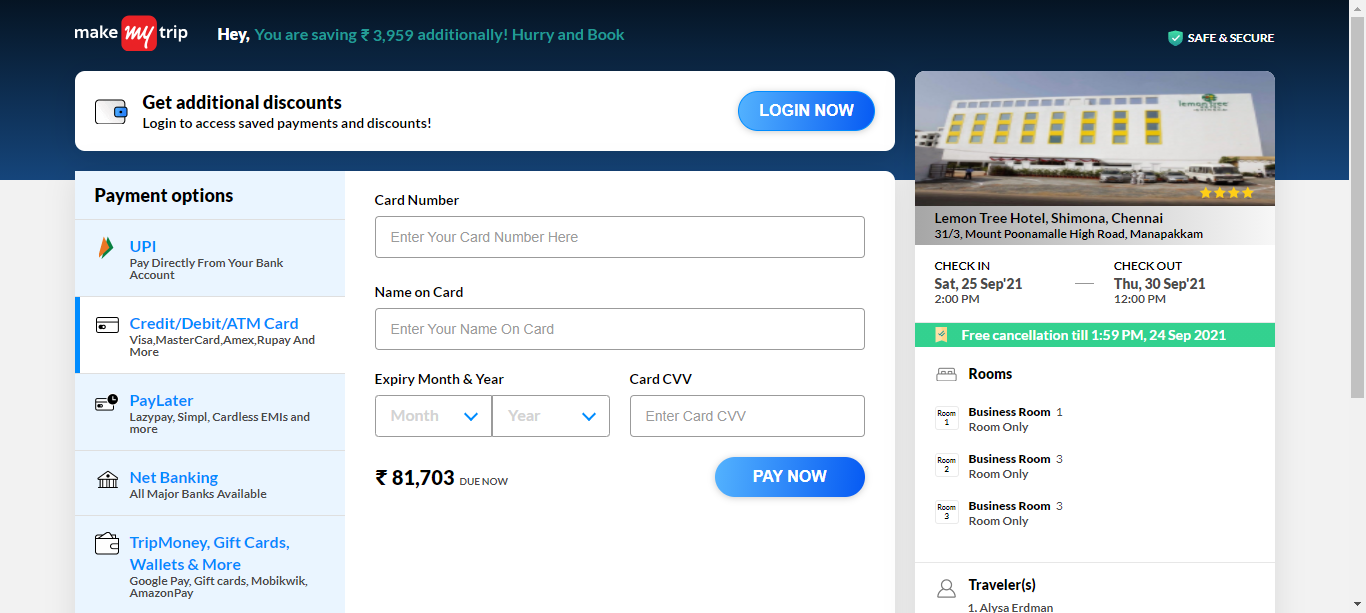 make my trip
Hey, You are saving ₹ 3,959 additionally! Hurry and Book
SAFE & SECURE
Get additional discounts
Login to access saved payments and discounts!
LOGIN NOW
Payment options
UPI
Pay Directly From Your Bank
Account
Credit/Debit/ATM Card
Visa,MasterCard,Amex,Rupay And
More
PayLater
Lazypay, Simpl, Cardless EMIs and
more
Net Banking
All Major Banks Available
TripMoney, Gift Cards,
Wallets & More
Google Pay, Gift cards, Mobikwik,
AmazonPay
Card Number
Enter Your Card Number Here
Name on Card
Enter Your Name On Card
Expiry Month & Year
Card CVV
Month
Year
Enter Card CVV
₹ 81,703 DUE NOW
PAY NOW
lemon tree
Lemon Tree Hotel, Shimona, Chennai
31/3, Mount Poonamalle High Road, Manapakkam
CHECK IN
Sat, 25 Sep'21
2:00 PM
CHECK OUT
Thu, 30 Sep'21
12:00 PM
Free cancellation till 1:59 PM, 24 Sep 2021
Rooms
Room
1
Business Room 1
Room Only
Room
2
Business Room 3
Room Only
Room
3
Business Room 3
Room Only
Traveler(s)
1. Alysa Erdman